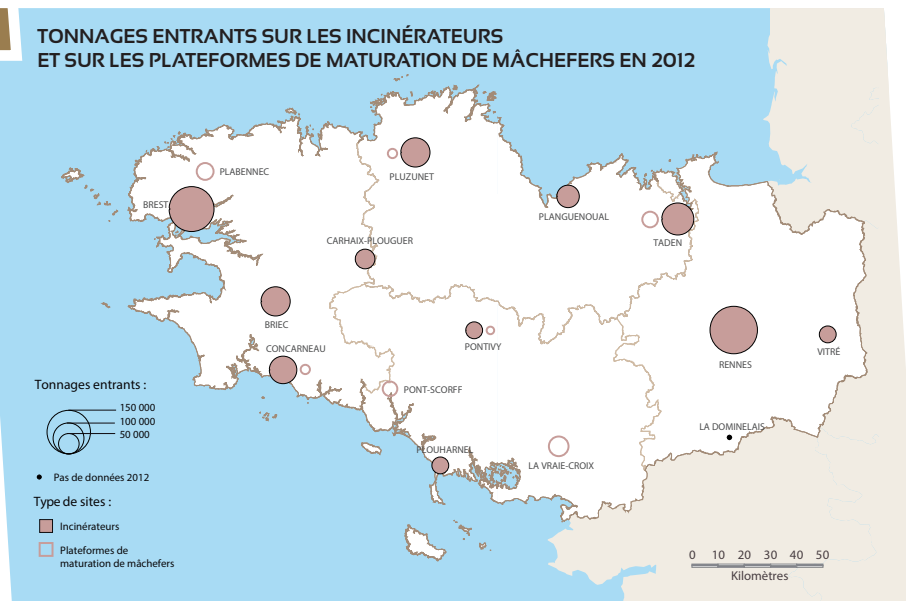 TONNAGES ENTRANTS SUR LES INCINÉRATEURS
ET SUR LES PLATEFORMES DE MATURATION DE MÂCHEFERS EN 2012
PLABENNEC
PLUZUNET
BREST
PLANGUENOUAL
CARHAIX-PLOUGUER
TADEN
BRIEC
PONTIVY
RENNES
VITRÉ
CONCARNEAU
PONT-SCORFF
LA DOMINELAIS
PLOUHARNEL
LA VRAIE-CROIX
Tonnages entrants :
150 000
100 000
50 000
Pas de données 2012
Type de sites :
Incinérateurs
Plateformes de
maturation de mâchefers
0 10 20 30 40 50
Kilomètres